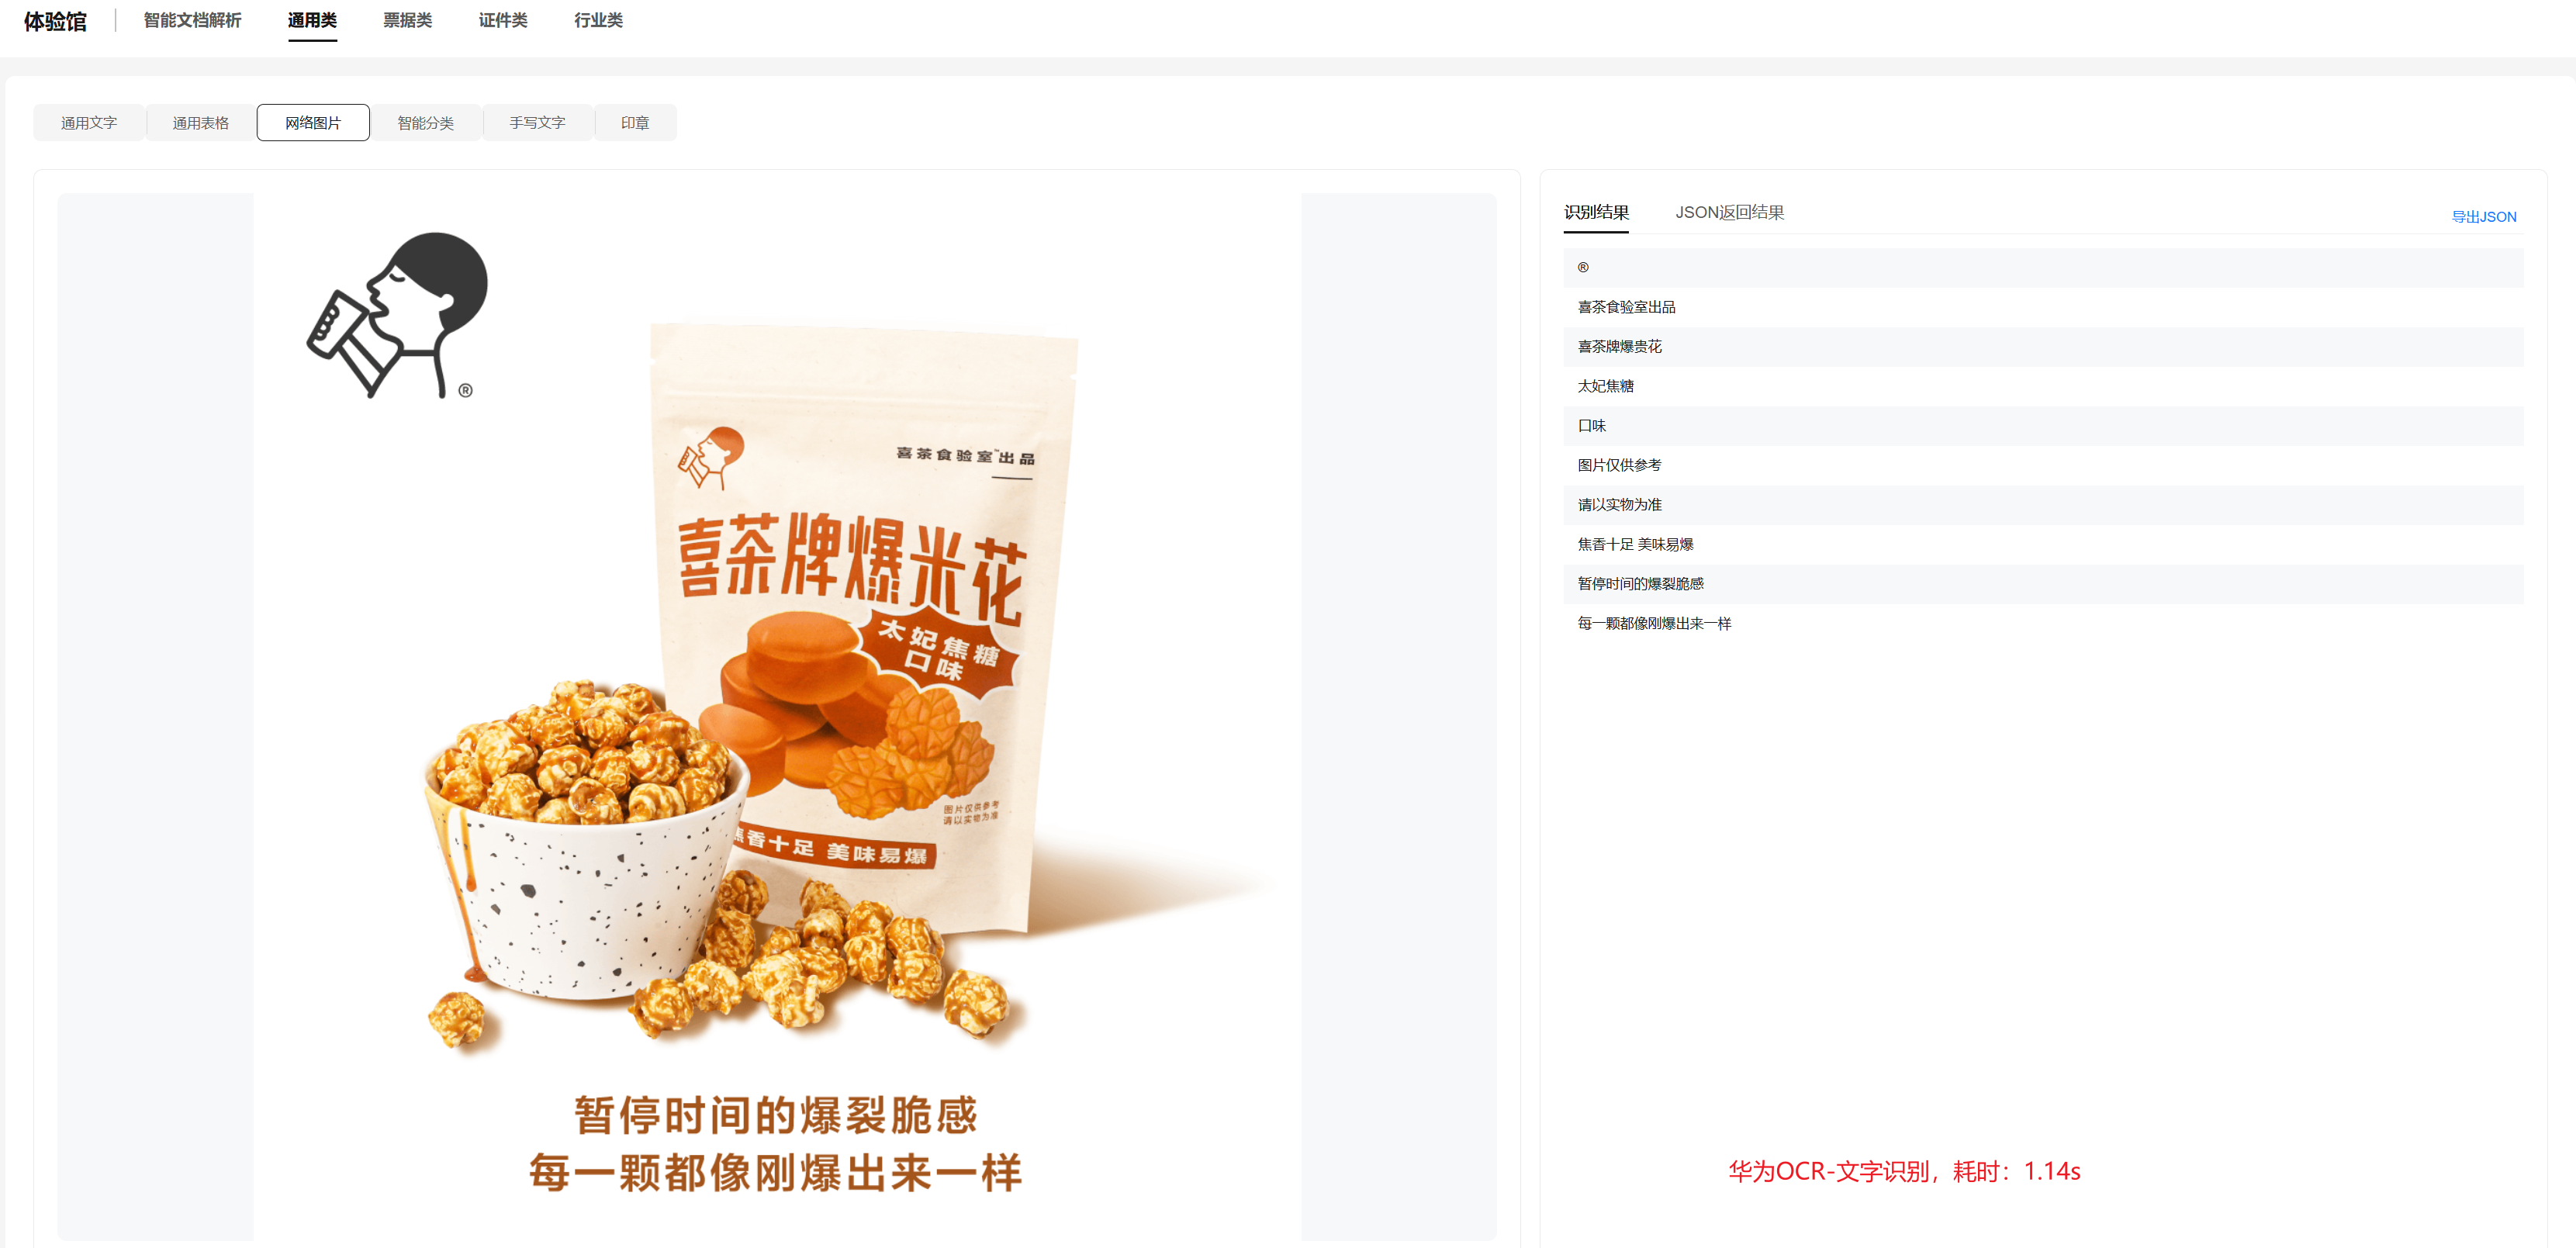 体验馆
智能文档解析
通用类
票据类
证件类
行业类
通用文字
通用表格
网络图片
智能分类
手写文字
印章
®
喜茶食验室™出品
喜茶牌爆米花
太妃焦糖
口味
图片仅供参考
请以实物为准
焦香十足 美味易爆
暂停时间的爆裂脆感
每一颗都像刚爆出来一样
识别结果
JSON返回结果
导出JSON
®
喜茶食验室出品
喜茶牌爆贵花
太妃焦糖
口味
图片仅供参考
请以实物为准
焦香十足 美味易爆
暂停时间的爆裂脆感
每一颗都像刚爆出来一样
华为OCR-文字识别，耗时：1.14s